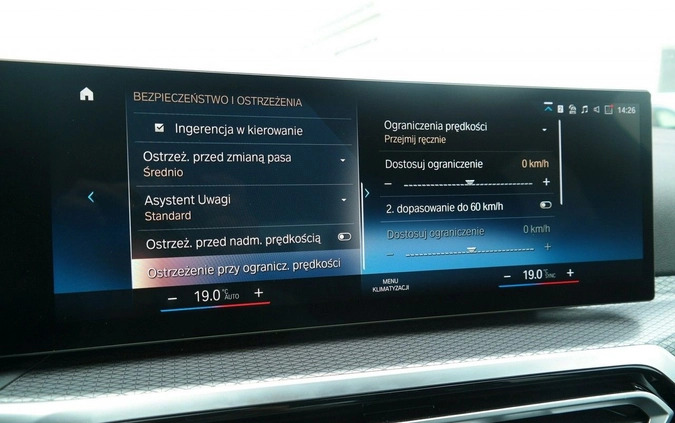 BEZPIECZEŃSTWO I OSTRZEŻENIA
Ingerencja w kierowanie
Ostrzeż. przed zmianą pasa
Średnio
Asystent Uwagi
Standard
Ostrzeż. przed nadm. prędkością
Ostrzeżenie przy ogranicz. prędkości
14:26
Ograniczenia prędkości
Przejmij ręcznie
Dostosuj ograniczenie 0 km/h
− +
2. dopasowanie do 60 km/h
Dostosuj ograniczenie 0 km/h
− +
− 19.0 °C AUTO +
MENU
KLIMATYZACJI
− 19.0 °C SYNC +